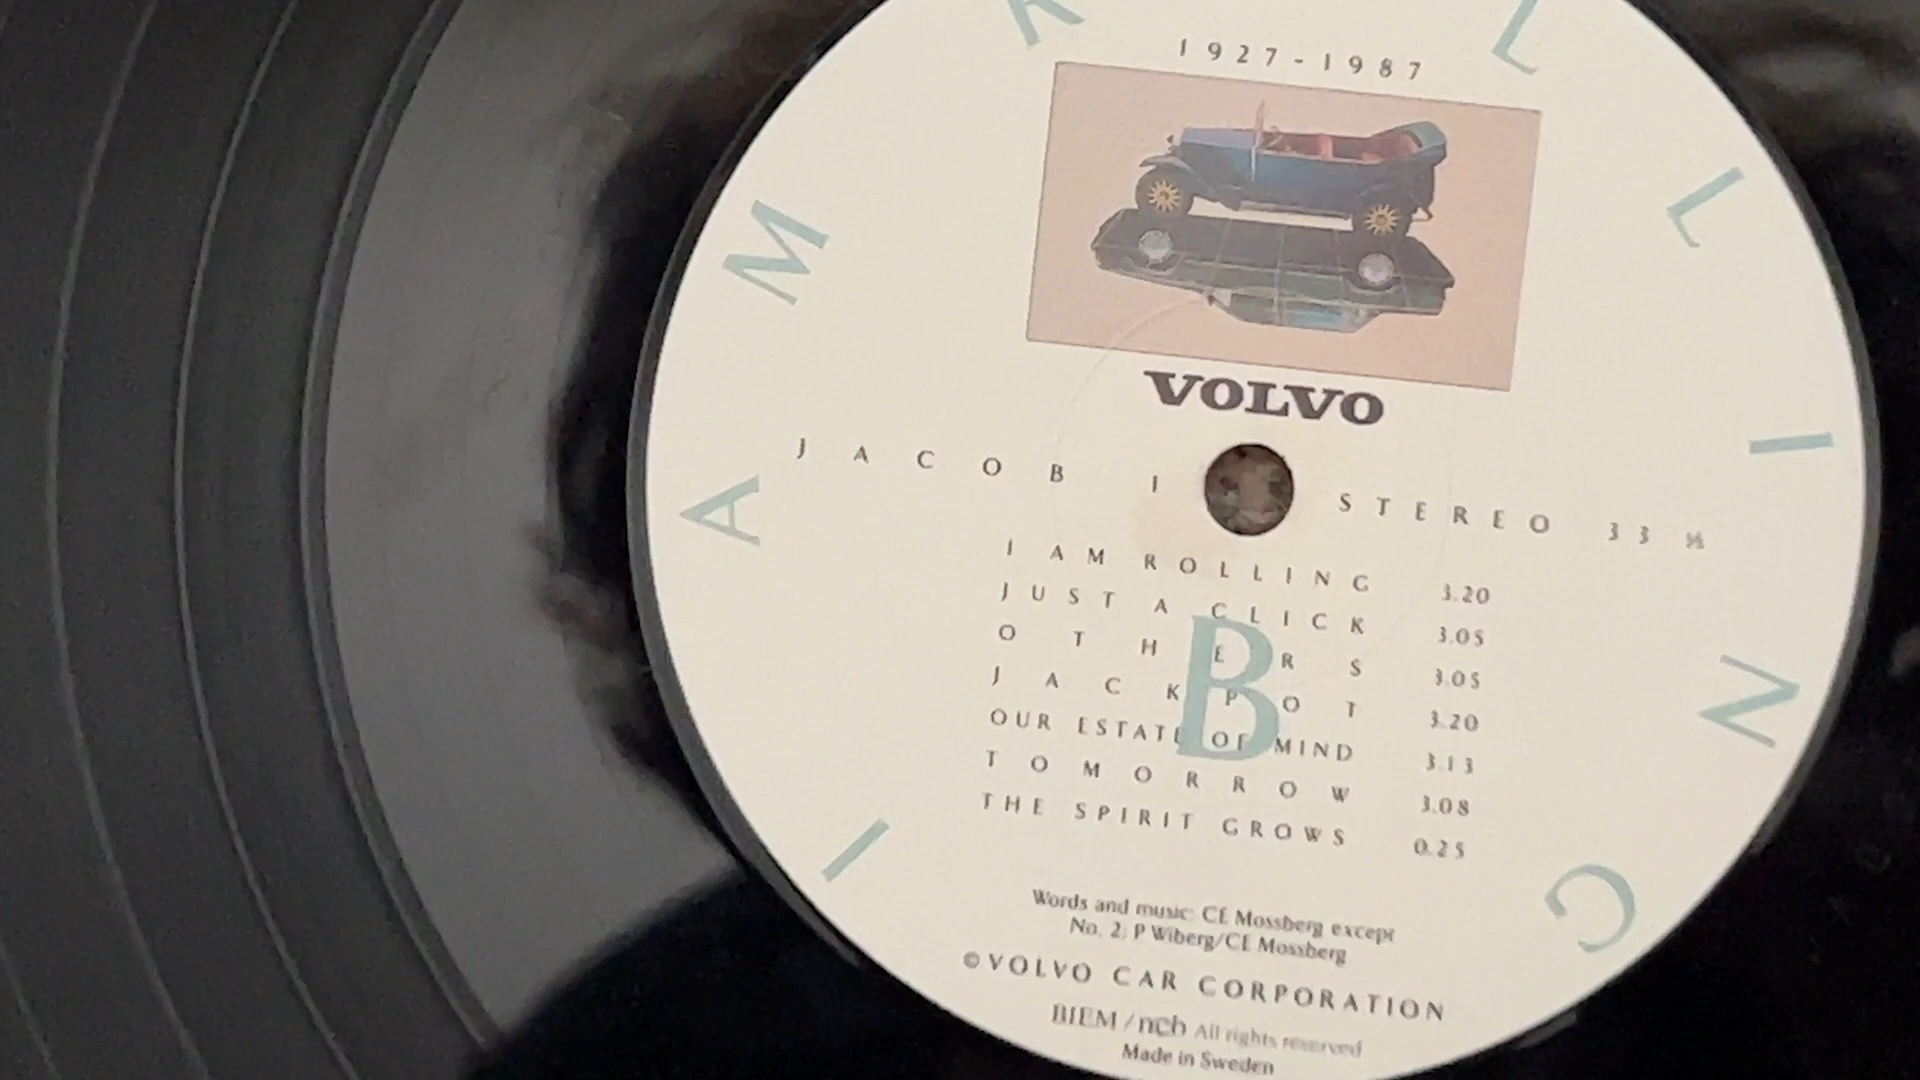 I AM ROLLING
1927-1987
VOLVO
JACOB 1 STEREO 33 ⅓
I AM ROLLING 3.20
JUST A CLICK 3.05
OTHERS 3.05
JACKPOT 3.20
OUR ESTATE OF MIND 3.13
TOMORROW 3.08
THE SPIRIT GROWS 0.25
B
Words and music: CE Mossberg except
No. 2: P Wiberg/CE Mossberg
©VOLVO CAR CORPORATION
BIEM/ncb All rights reserved
Made in Sweden